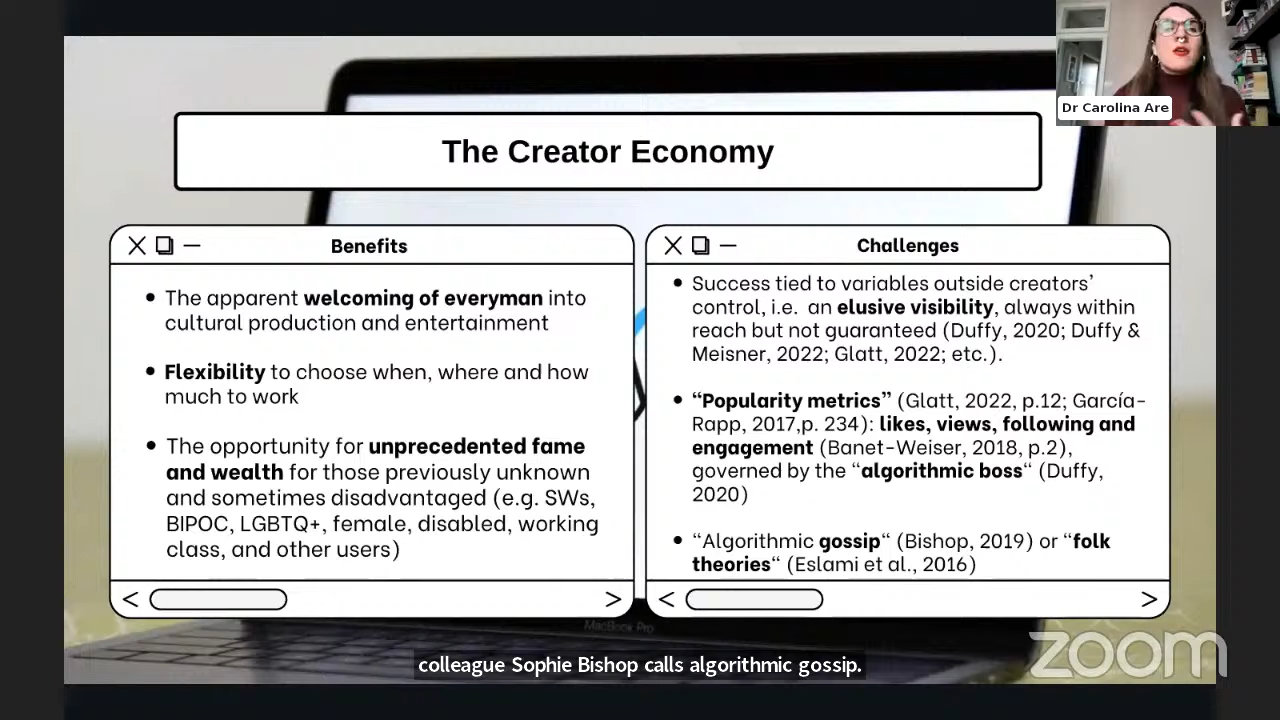 Dr Carolina Are
The Creator Economy
Benefits
• The apparent welcoming of everyman into
cultural production and entertainment
• Flexibility to choose when, where and how
much to work
• The opportunity for unprecedented fame
and wealth for those previously unknown
and sometimes disadvantaged (e.g. SWs,
BIPOC, LGBTQ+, female, disabled, working
class, and other users)
Challenges
• Success tied to variables outside creators’
control, i.e. an elusive visibility, always within
reach but not guaranteed (Duffy, 2020; Duffy &
Meisner, 2022; Glatt, 2022; etc.).
• “Popularity metrics” (Glatt, 2022, p.12; García-
Rapp, 2017,p. 234): likes, views, following and
engagement (Banet-Weiser, 2018, p.2),
governed by the “algorithmic boss“ (Duffy,
2020)
• “Algorithmic gossip“ (Bishop, 2019) or “folk
theories“ (Eslami et al., 2016)
MacBook Pro
colleague Sophie Bishop calls algorithmic gossip.
zoom